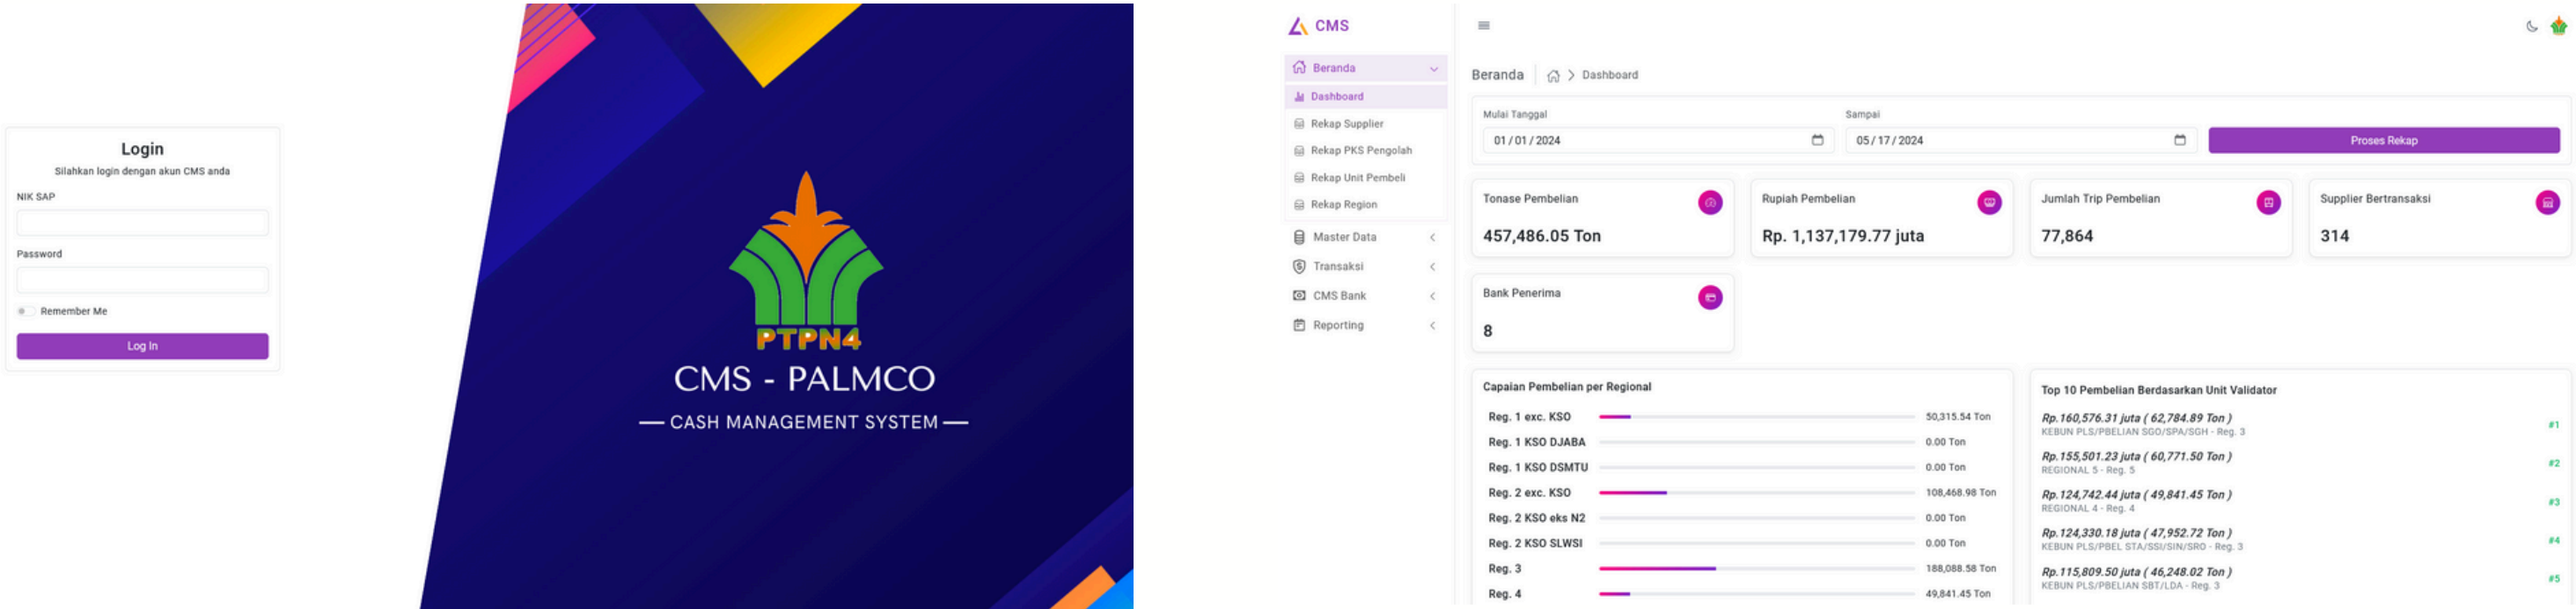 Login
Silahkan login dengan akun CMS anda
NIK SAP
Password
Remember Me
Log In
PTPN4
CMS - PALMCO
CASH MANAGEMENT SYSTEM
CMS
Beranda
Dashboard
Rekap Supplier
Rekap PKS Pengolah
Rekap Unit Pembeli
Rekap Region
Master Data
Transaksi
CMS Bank
Reporting
Beranda > Dashboard
Mulai Tanggal
01/01/2024
Sampai
05/17/2024
Proses Rekap
Tonase Pembelian
457,486.05 Ton
Rupiah Pembelian
Rp. 1,137,179.77 juta
Jumlah Trip Pembelian
77,864
Supplier Bertransaksi
314
Bank Penerima
8
Capaian Pembelian per Regional
Reg. 1 exc. KSO 50,315.54 Ton
Reg. 1 KSO DJABA 0.00 Ton
Reg. 1 KSO DSMTU 0.00 Ton
Reg. 2 exc. KSO 108,468.98 Ton
Reg. 2 KSO eks N2 0.00 Ton
Reg. 2 KSO SLWSI 0.00 Ton
Reg. 3 188,088.58 Ton
Reg. 4 49,841.45 Ton
Top 10 Pembelian Berdasarkan Unit Validator
Rp.160,576.31 juta ( 62,784.89 Ton )
KEBUN PLS/PBELIAN SGO/SPA/SGH - Reg. 3
#1
Rp.155,501.23 juta ( 60,771.50 Ton )
REGIONAL 5 - Reg. 5
#2
Rp.124,742.44 juta ( 49,841.45 Ton )
REGIONAL 4 - Reg. 4
#3
Rp.124,330.18 juta ( 47,952.72 Ton )
KEBUN PLS/PBEL STA/SSI/SIN/SRO - Reg. 3
#4
Rp.115,809.50 juta ( 46,248.02 Ton )
KEBUN PLS/PBELIAN SBT/LDA - Reg. 3
#5